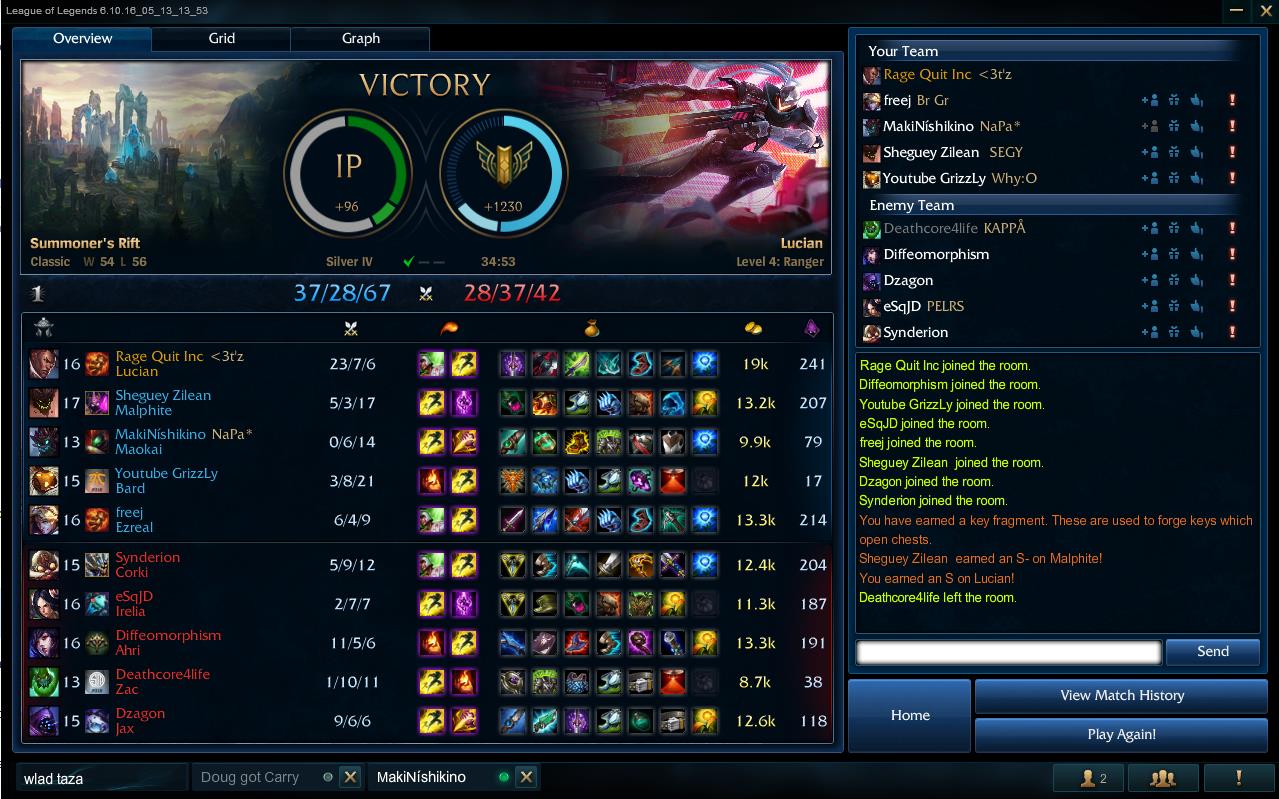 League of Legends 6.10.16_05_13_13_53
Overview
Grid
Graph
VICTORY
IP
+96
+1230
Summoner's Rift
Classic W 54 L 56
Silver IV
34:53
Lucian
Level 4: Ranger
1
37/28/67
28/37/42
16 Rage Quit Inc <3t'z 23/7/6 19k 241
Lucian
17 Sheguey Zilean 5/3/17 13.2k 207
Malphite
13 MakiNíshikino NaPa* 0/6/14 9.9k 79
Maokai
15 Youtube GrizzLy 3/8/21 12k 17
Bard
16 freej 6/4/9 13.3k 214
Ezreal
15 Synderion 5/9/12 12.4k 204
Corki
16 eSqJD 2/7/7 11.3k 187
Irelia
16 Diffeomorphism 11/5/6 13.3k 191
Ahri
13 Deathcore4life 1/10/11 8.7k 38
Zac
15 Dzagon 9/6/6 12.6k 118
Jax
Your Team
Rage Quit Inc <3t'z
freej Br Gr
MakiNíshikino NaPa*
Sheguey Zilean SEGY
Youtube GrizzLy Why:O
Enemy Team
Deathcore4life KAPPÅ
Diffeomorphism
Dzagon
eSqJD PELRS
Synderion
Rage Quit Inc joined the room.
Diffeomorphism joined the room.
Youtube GrizzLy joined the room.
eSqJD joined the room.
freej joined the room.
Sheguey Zilean joined the room.
Dzagon joined the room.
Synderion joined the room.
You have earned a key fragment. These are used to forge keys which
open chests.
Sheguey Zilean earned an S- on Malphite!
You earned an S on Lucian!
Deathcore4life left the room.
Send
Home
View Match History
Play Again!
wlad taza
Doug got Carry
MakiNíshikino
2